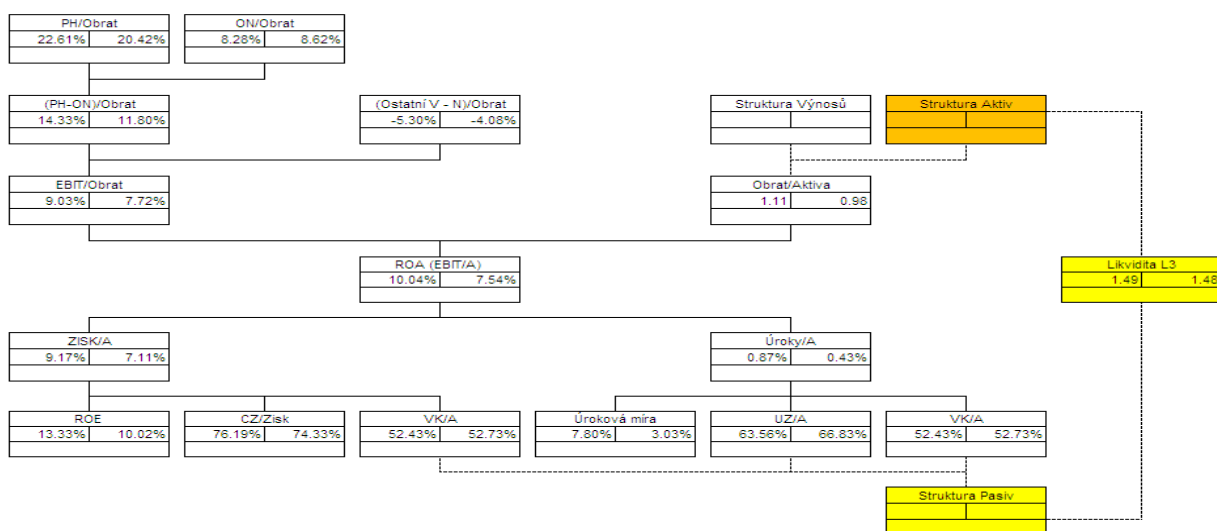 PH/Obrat ON/Obrat
22.61% 20.42% 8.28% 8.62%
(PH-ON)/Obrat (Ostatní V - N)/Obrat Struktura Výnosů Struktura Aktiv
14.33% 11.80% -5.30% -4.08%
EBIT/Obrat Obrat/Aktiva
9.03% 7.72% 1.11 0.98
ROA (EBIT/A) Likvidita L3
10.04% 7.54% 1.49 1.48
ZISK/A Úroky/A
9.17% 7.11% 0.87% 0.43%
ROE CZ/Zisk VK/A Úroková míra UZ/A VK/A
13.33% 10.02% 76.19% 74.33% 52.43% 52.73% 7.80% 3.03% 63.56% 66.83% 52.43% 52.73%
Struktura Pasiv